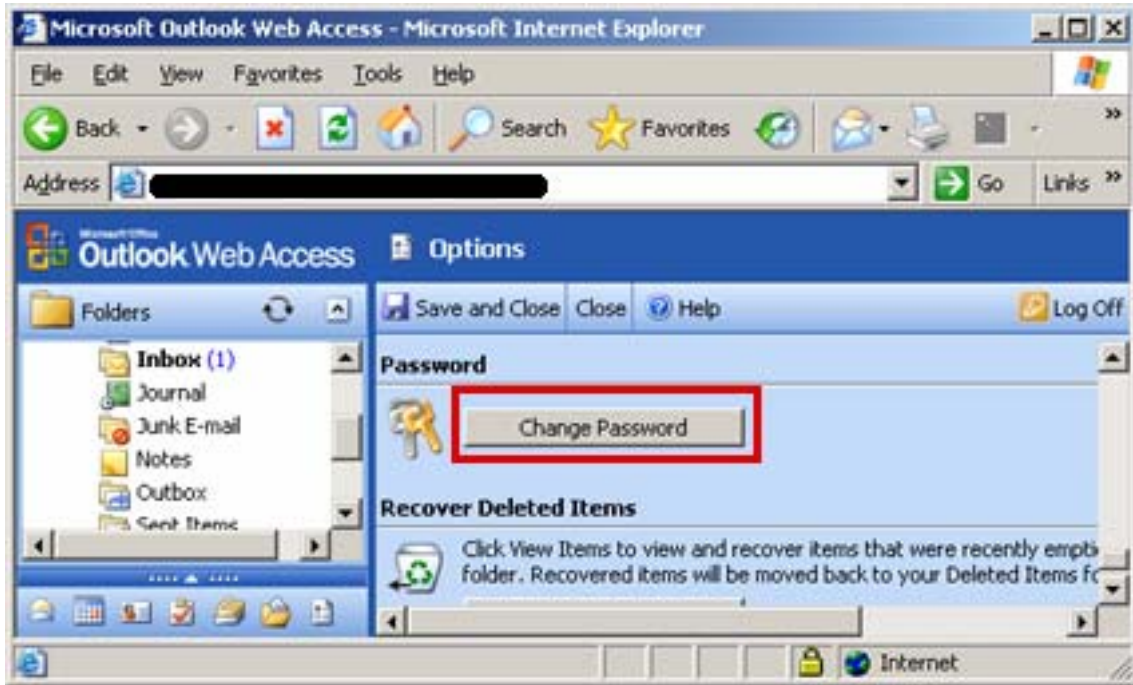 Microsoft Outlook Web Access - Microsoft Internet Explorer
File Edit View Favorites Tools Help
Back Search Favorites »
Address Go Links »
Microsoft Office
Outlook Web Access Options
Folders Save and Close Close Help Log Off
Inbox (1)
Journal
Junk E-mail
Notes
Outbox
Sent Items
Password
Change Password
Recover Deleted Items
Click View Items to view and recover items that were recently empti
folder. Recovered items will be moved back to your Deleted Items fo
Internet